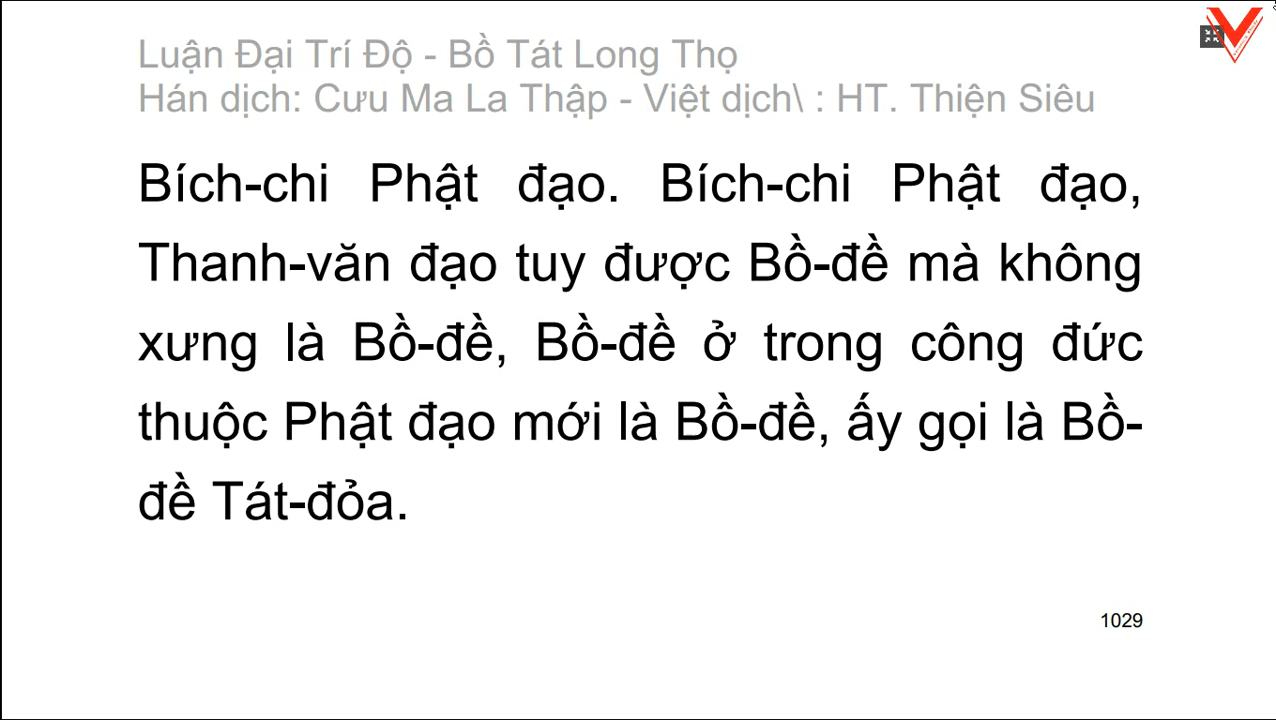 Luận Đại Trí Độ - Bồ Tát Long Thọ
Hán dịch: Cưu Ma La Thập - Việt dịch\ : HT. Thiện Siêu
Bích-chi Phật đạo. Bích-chi Phật đạo,
Thanh-văn đạo tuy được Bồ-đề mà không
xưng là Bồ-đề, Bồ-đề ở trong công đức
thuộc Phật đạo mới là Bồ-đề, ấy gọi là Bồ-
đề Tát-đỏa.
1029